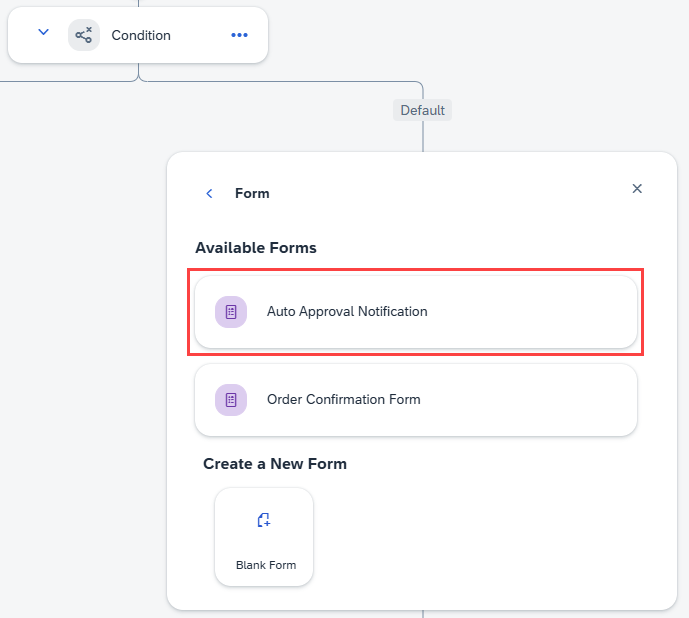 Condition
Default
Form
Available Forms
Auto Approval Notification
Order Confirmation Form
Create a New Form
Blank Form